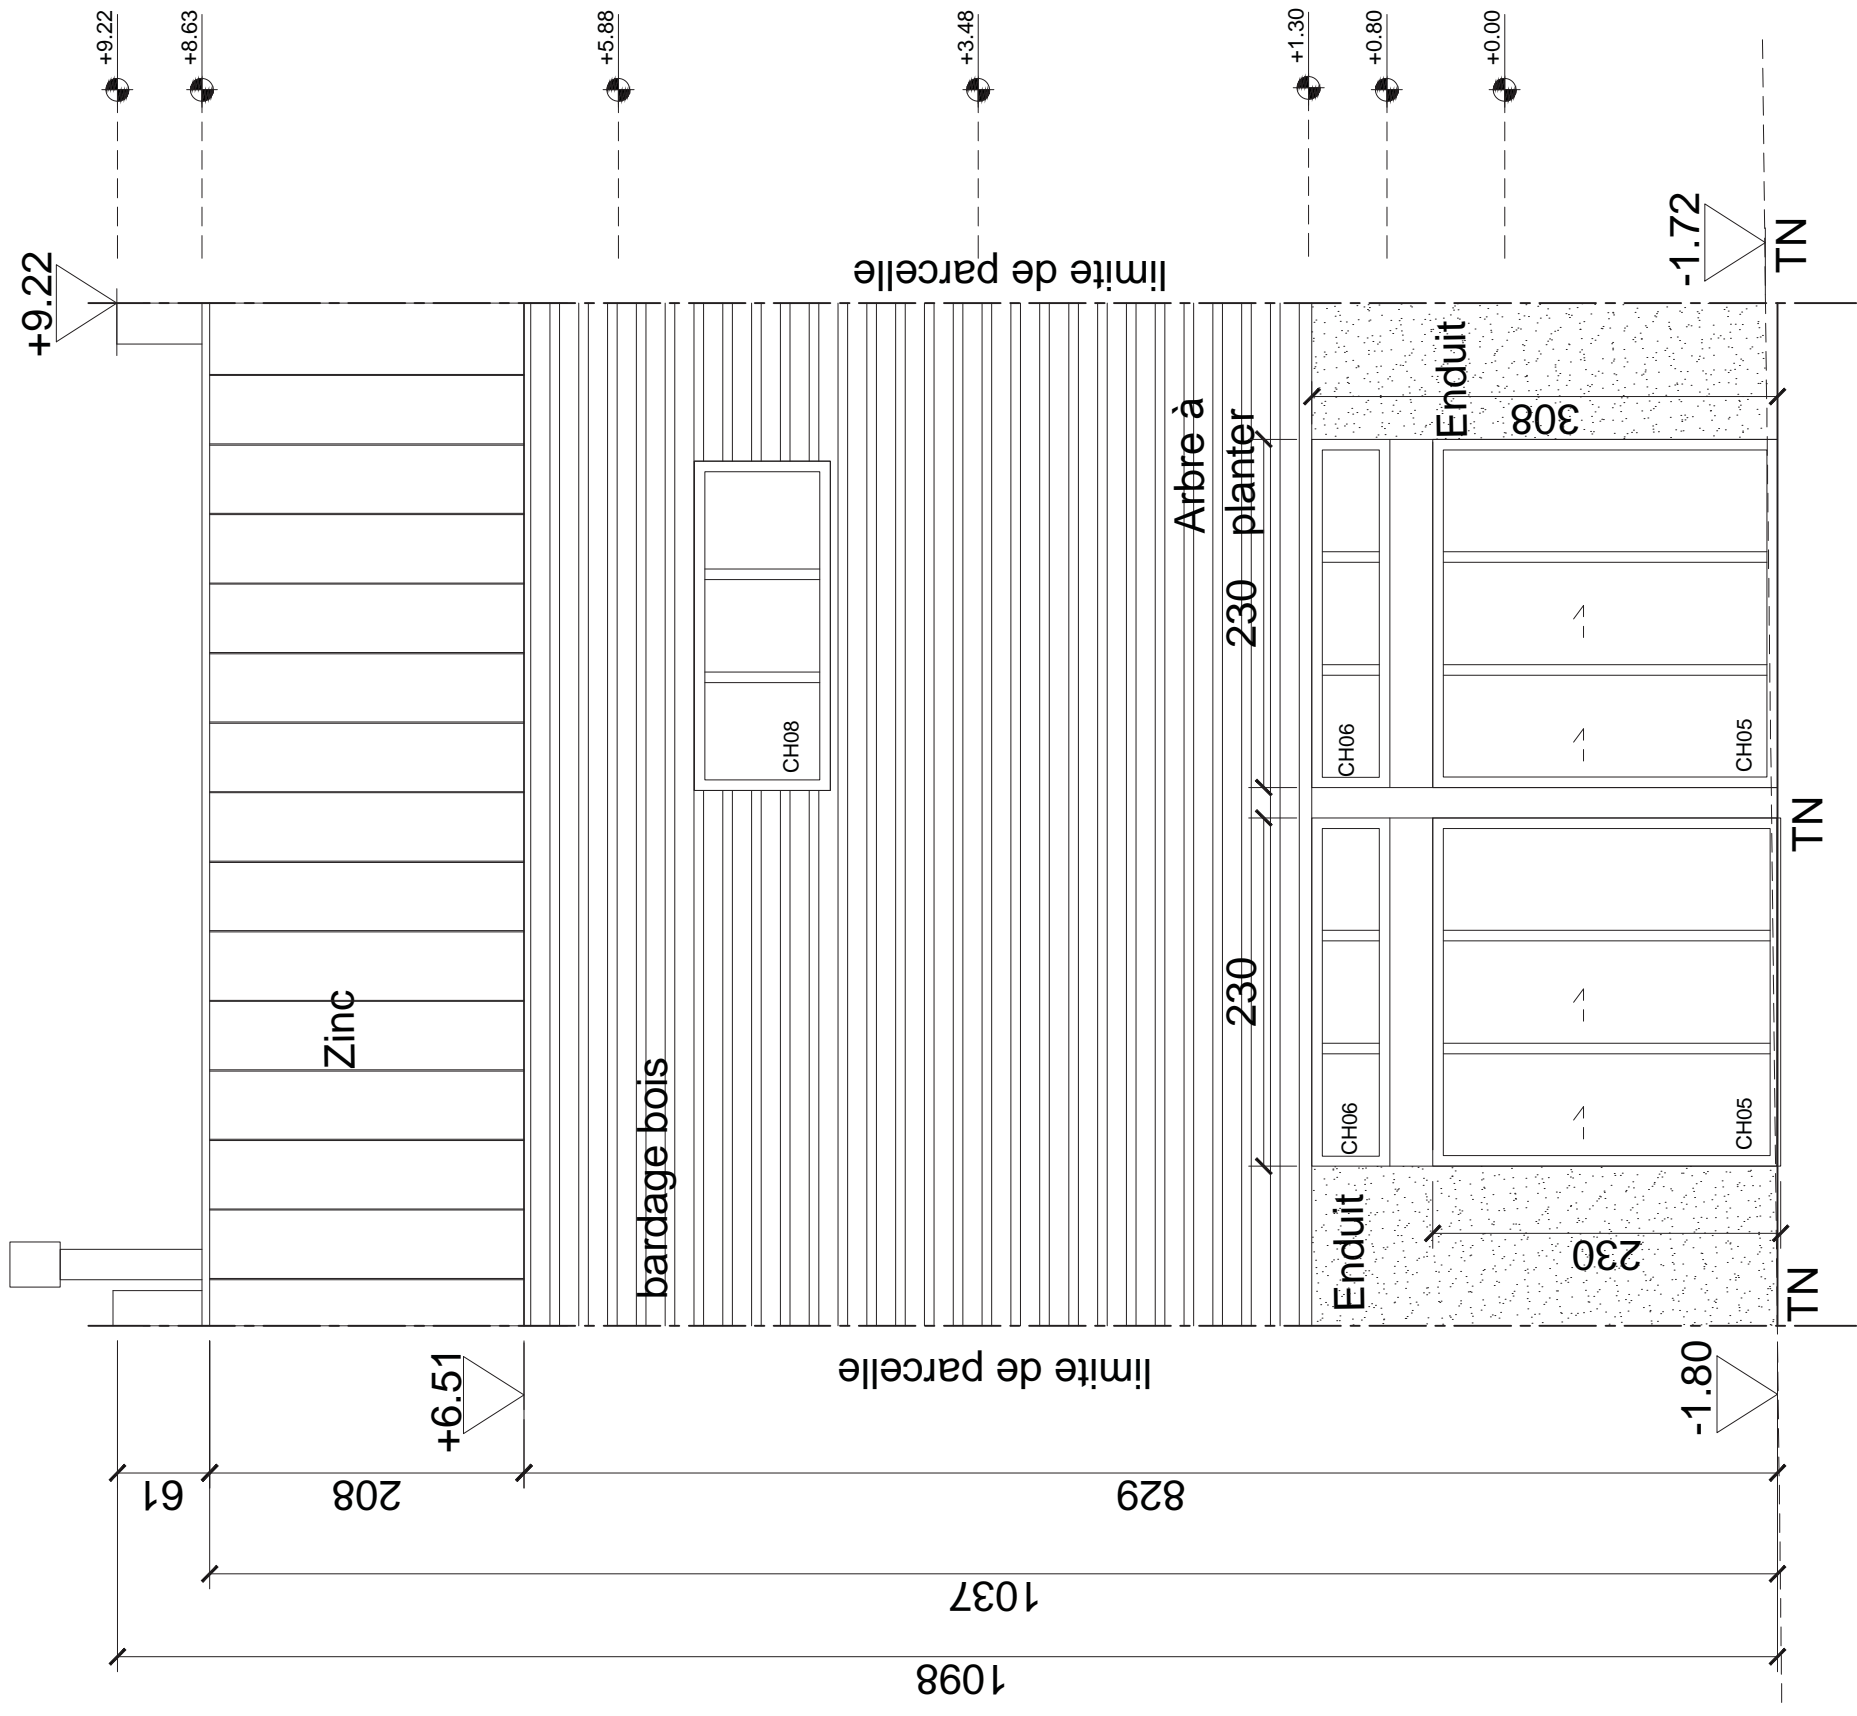 +9.22
+8.63
+5.88
+3.48
+1.30
+0.80
+0.00
+9.22
-1.72
TN
limite de parcelle
Enduit
308
Arbre à
planter
230
CH08
CH06
CH05
TN
230
Zinc
bardage bois
CH06
CH05
Enduit
230
TN
limite de parcelle
+6.51
-1.80
61
208
829
1037
1098